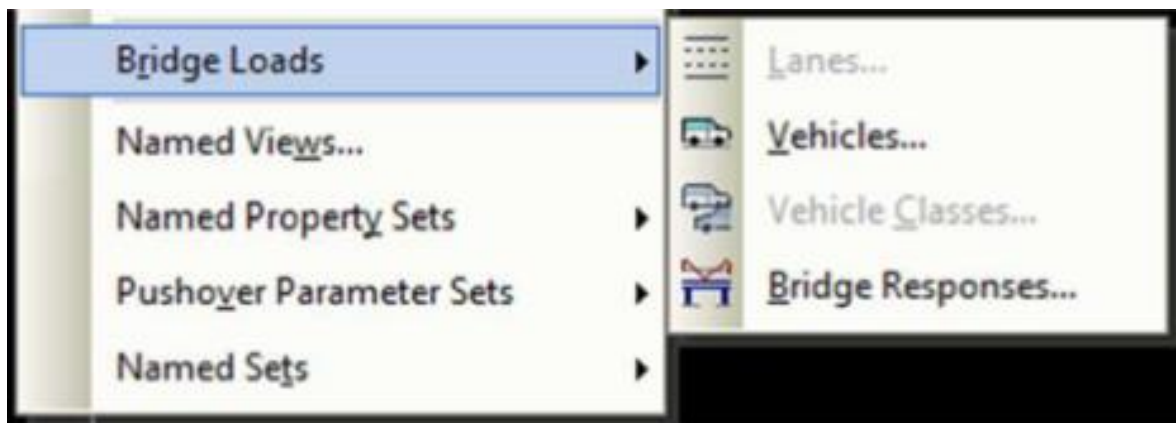 Bridge Loads
Named Views...
Named Property Sets
Pushover Parameter Sets
Named Sets
Lanes...
Vehicles...
Vehicle Classes...
Bridge Responses...